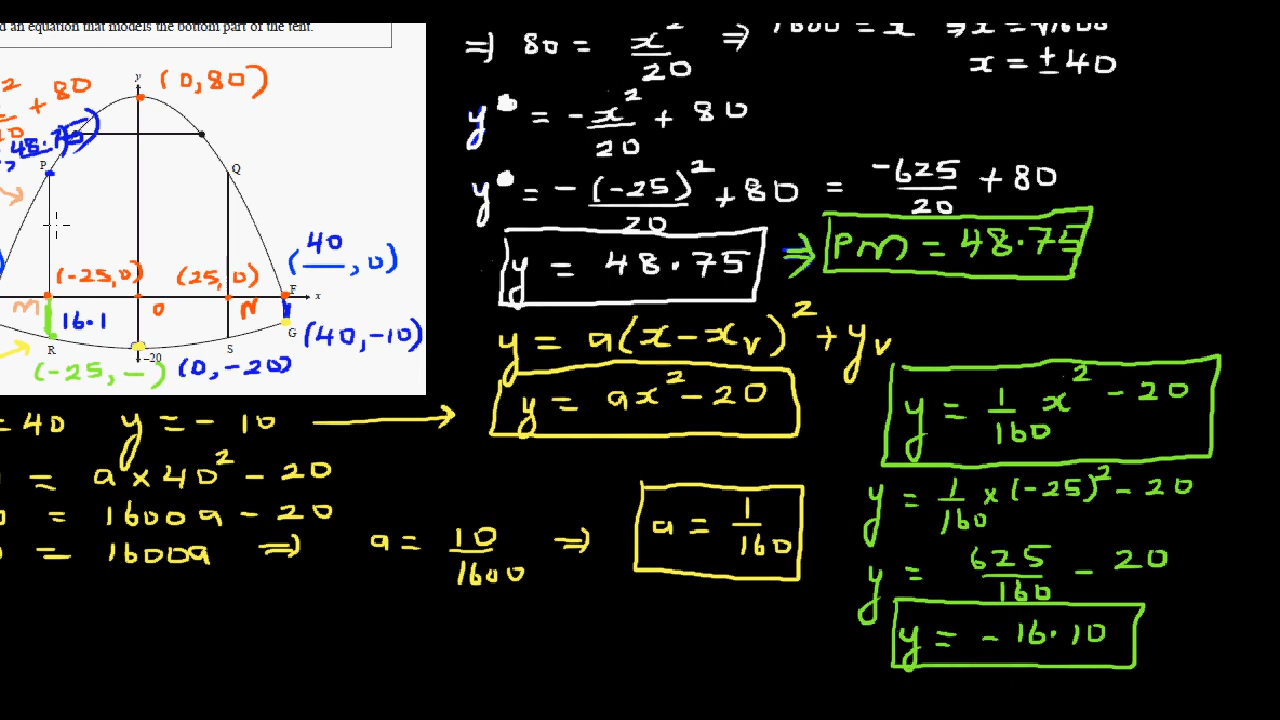 an equation that models the bottom part of the tent.
⇒ 80 = x²/20 ⇒ 1600 = x² ⇒ x = √1600
x = ± 40
y = -x²/20 + 80
y = -(-25)²/20 + 80 = -625/20 + 80
y = 48.75 ⇒ PM = 48.75
y = a(x - xᵥ)² + yᵥ
y = ax² - 20
y = 1/160 x² - 20
y = 1/160 × (-25)² - 20
y = 625/160 - 20
y = - 16.10
y
(0, 80)
+ 80
P
Q
(40, 0)
(-25, 0)
(25, 0)
F
x
M
O
N
16.1
G
(40, -10)
R
-20
S
(-25, -)
(0, -20)
= 40 y = - 10
= a × 40² - 20
= 1600a - 20
= 1600a ⇒ a = 10/1600 ⇒ a = 1/160